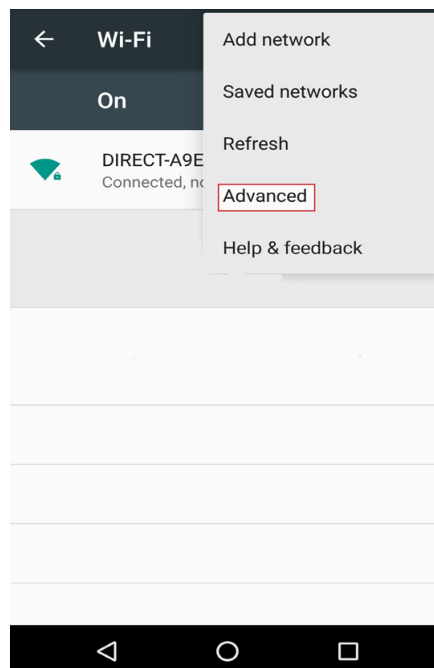 Wi-Fi
Add network
On
Saved networks
Refresh
DIRECT-A9E
Connected,
Advanced
Help & feedback